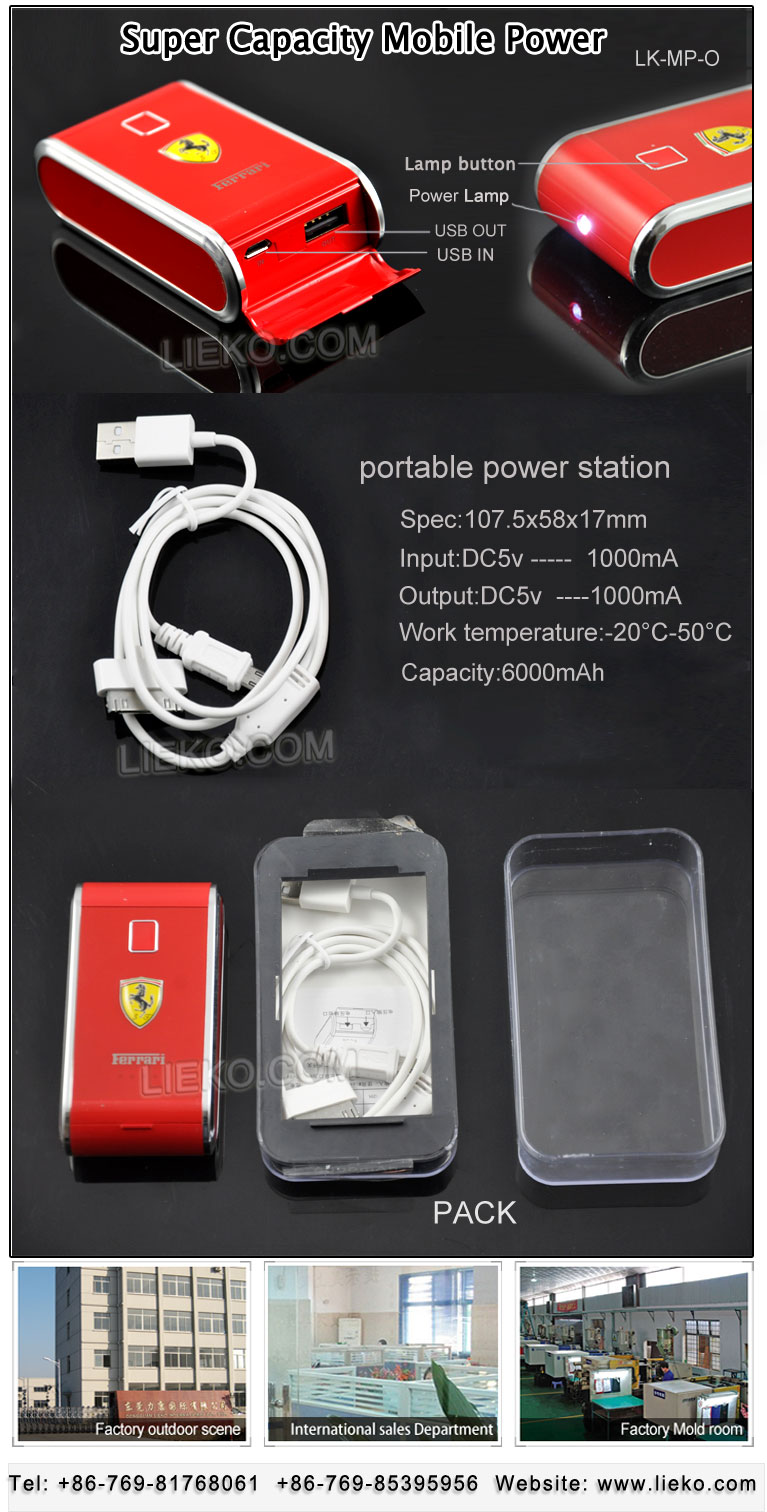 Super Capacity Mobile Power
LK-MP-O
Lamp button
Power Lamp
USB OUT
USB IN
Ferrari
LIEKO.COM
portable power station
Spec:107.5x58x17mm
Input:DC5v ----- 1000mA
Output:DC5v ----1000mA
Work temperature:-20°C-50°C
Capacity:6000mAh
LIEKO.COM
Ferrari
LIEKO.COM
PACK
Factory outdoor scene
International sales Department
Factory Mold room
Tel: +86-769-81768061 +86-769-85395956 Website: www.lieko.com